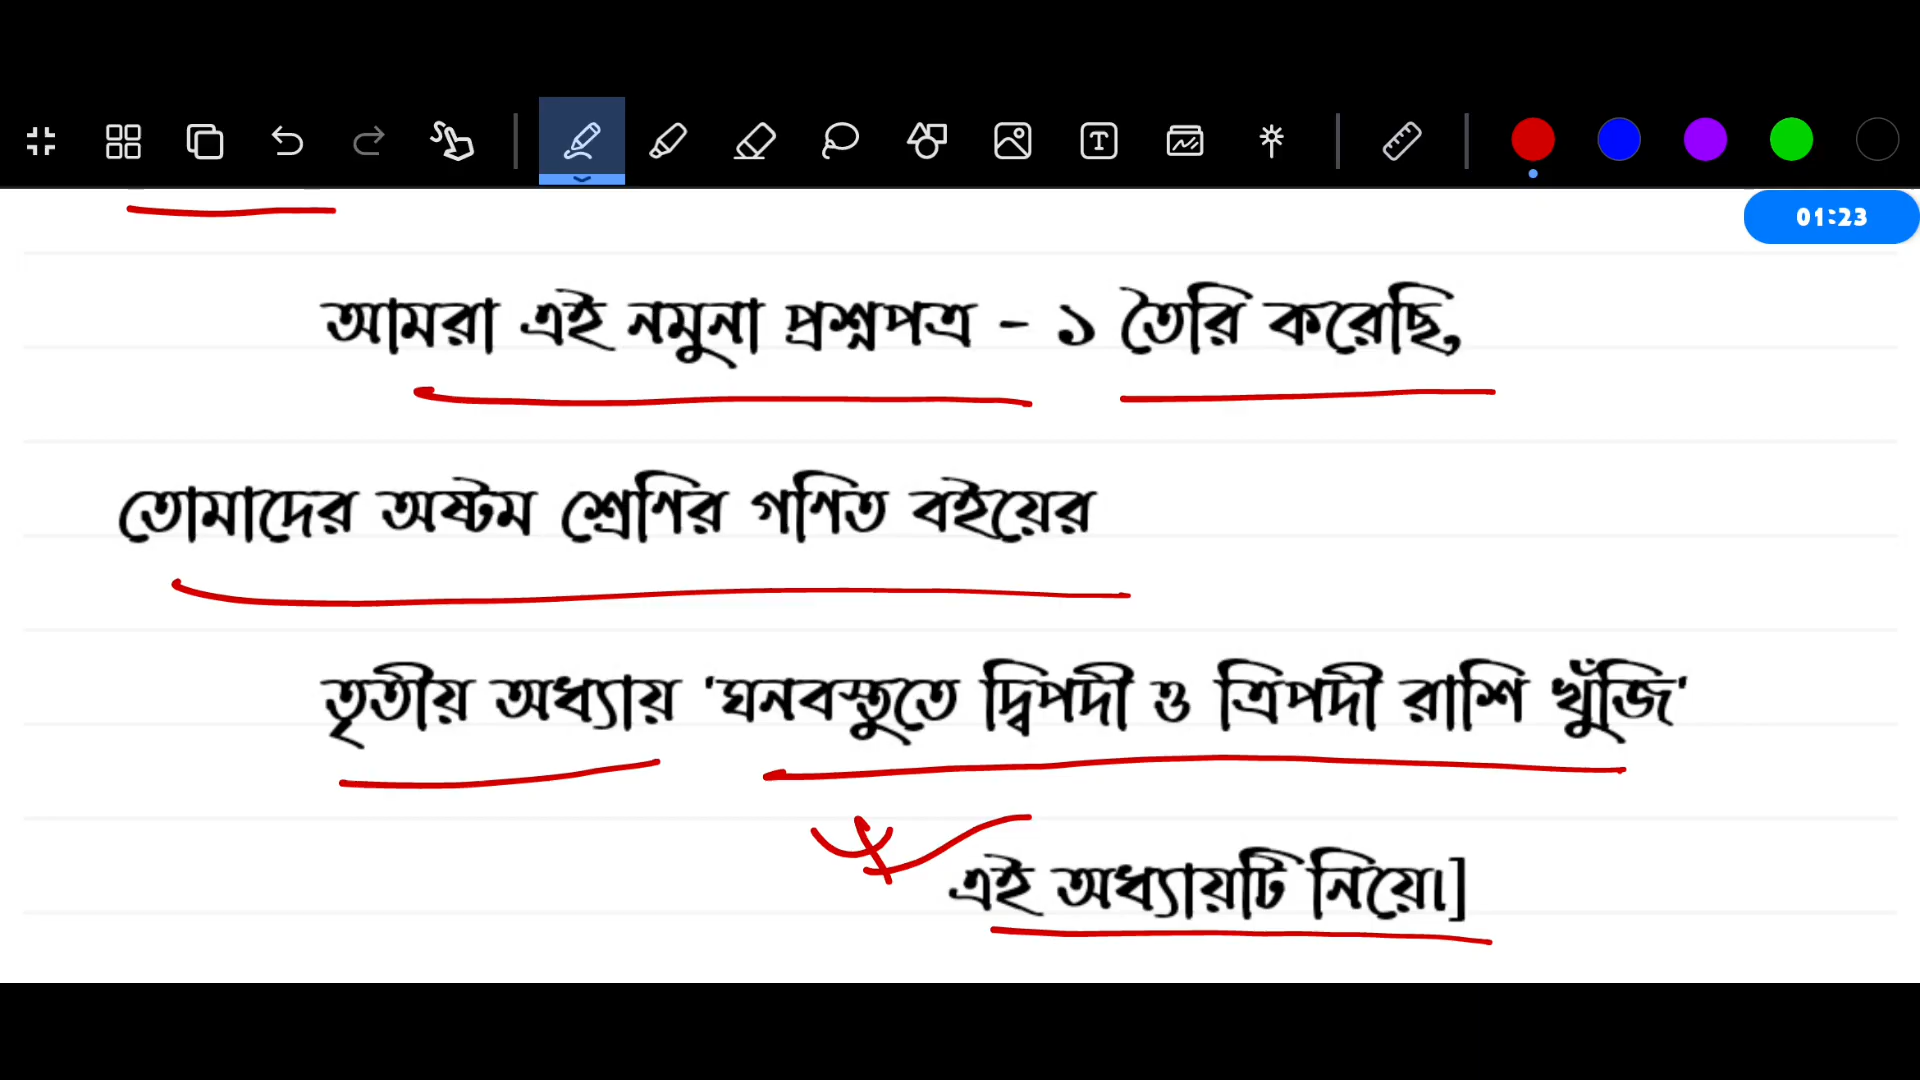 01:23
আমরা এই নমুনা প্রশ্নপত্র - ১ তৈরি করেছি,
তোমাদের অষ্টম শ্রেণির গণিত বইয়ের
তৃতীয় অধ্যায় 'ঘনবস্তুতে দ্বিপদী ও ত্রিপদী রাশি খুঁজি'
এই অধ্যায়টি নিয়ে।]